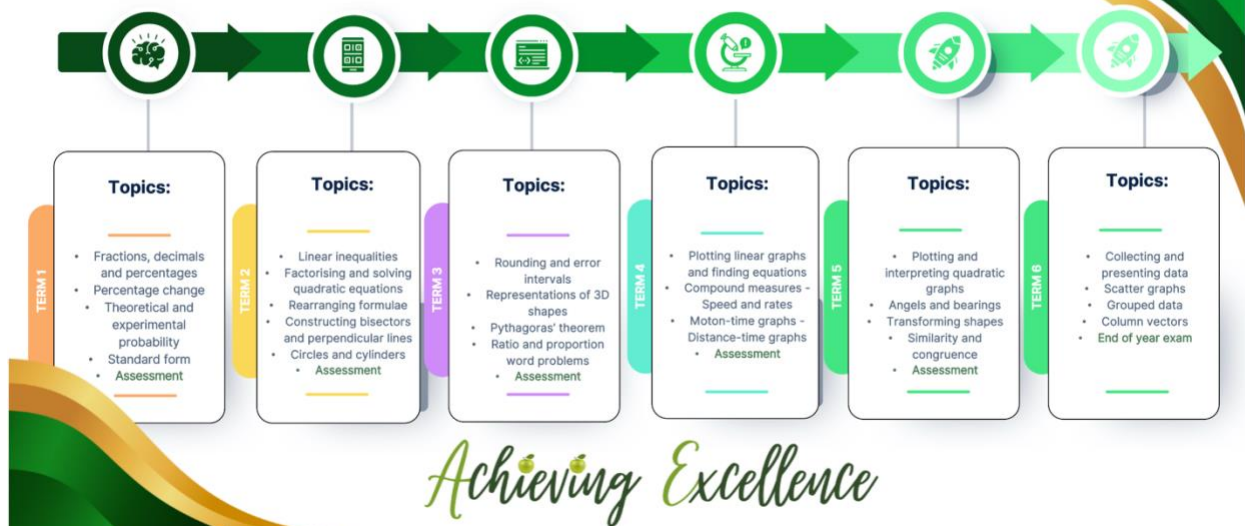 TERM 1
Topics:
• Fractions, decimals
and percentages
• Percentage change
• Theoretical and
experimental
probability
• Standard form
• Assessment
TERM 2
Topics:
• Linear inequalities
• Factorising and solving
quadratic equations
• Rearranging formulae
• Constructing bisectors
and perpendicular lines
• Circles and cylinders
• Assessment
TERM 3
Topics:
• Rounding and error
intervals
• Representations of 3D
shapes
• Pythagoras' theorem
• Ratio and proportion
word problems
• Assessment
TERM 4
Topics:
• Plotting linear graphs
and finding equations
• Compound measures -
Speed and rates
• Moton-time graphs -
Distance-time graphs
• Assessment
TERM 5
Topics:
• Plotting and
interpreting quadratic
graphs
• Angels and bearings
• Transforming shapes
• Similarity and
congruence
• Assessment
TERM 6
Topics:
• Collecting and
presenting data
• Scatter graphs
• Grouped data
• Column vectors
• End of year exam
Achieving Excellence